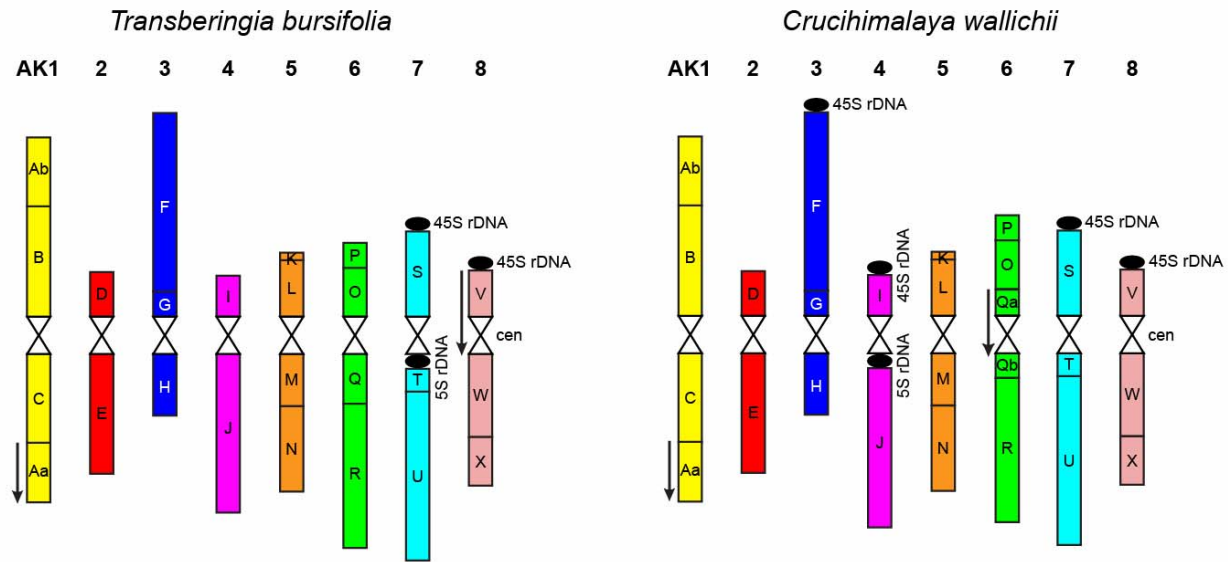 Transberingia bursifolia
AK1 2 3 4 5 6 7 8
Ab
B
C
Aa
D
E
F
G
H
I
J
K
L
M
N
P
O
Q
R
45S rDNA
S
5S rDNA
T
U
45S rDNA
V
cen
W
X
Crucihimalaya wallichii
AK1 2 3 4 5 6 7 8
Ab
B
C
Aa
D
E
45S rDNA
F
G
H
45S rDNA
I
5S rDNA
J
K
L
M
N
P
O
Qa
Qb
R
45S rDNA
S
T
U
45S rDNA
V
cen
W
X